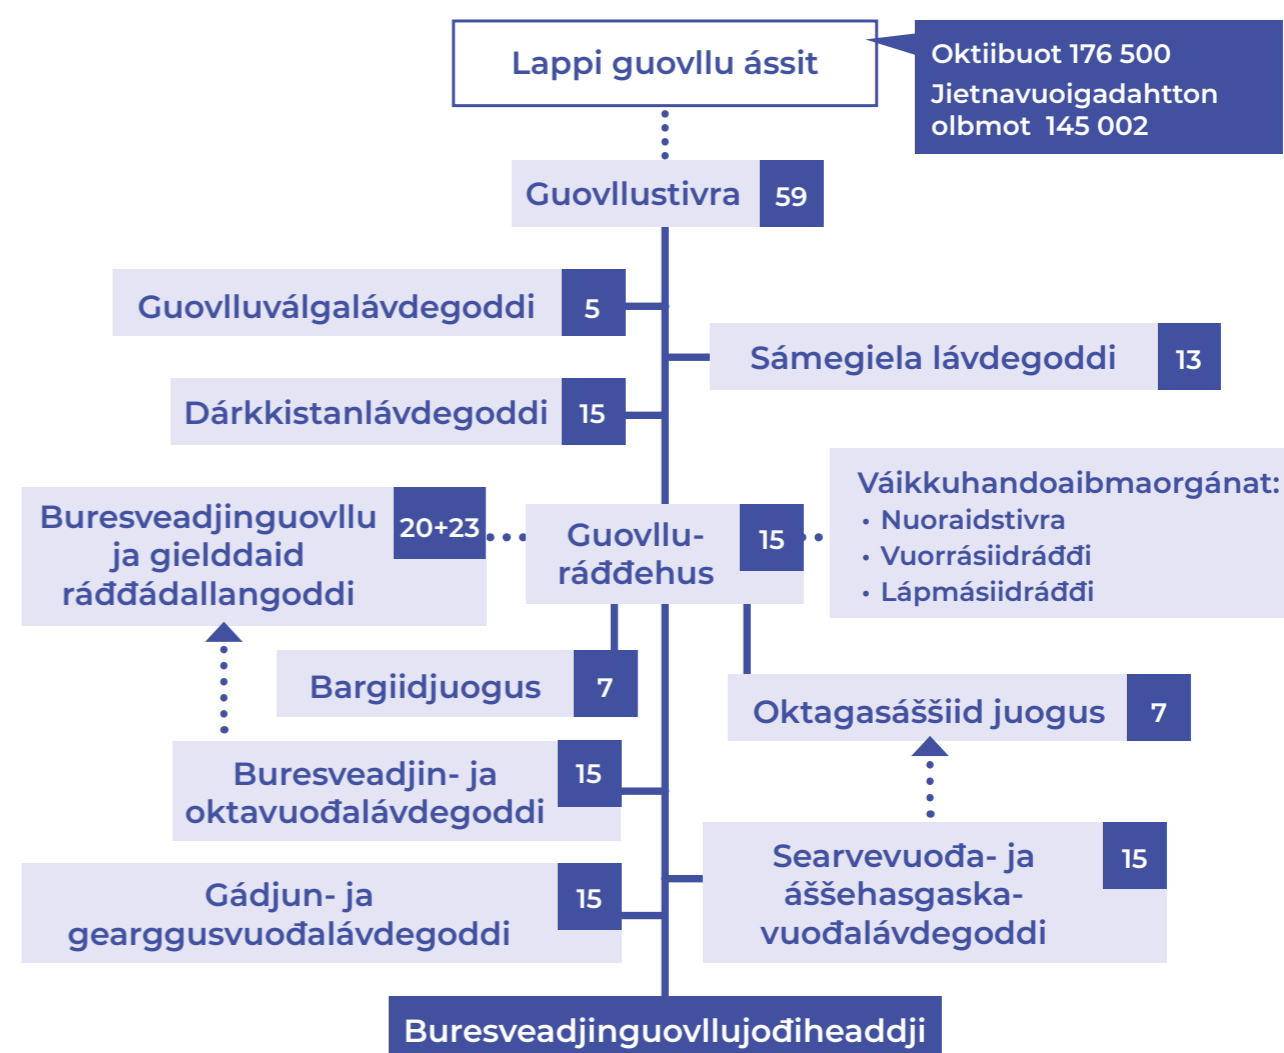 Lappi guovllu ássit
Oktiibuot 176 500
Jietnavuoigadahtton
olbmot 145 002
Guovllustivra 59
Guovlluválgalávdegoddi 5
Sámegiela lávdegoddi 13
Dárkkistanlávdegoddi 15
Buresveadjinguovllu
ja gielddaid
ráđđádallangoddi
20+23
Guovllu-
ráđđehus
15
Váikkuhandoaibmaorgánat:
• Nuoraidstivra
• Vuorrásiidráđđi
• Lápmásiidráđđi
Bargiidjuogus 7
Oktagasáššiid juogus 7
Buresveadjin- ja
oktavuođalávdegoddi
15
Searvevuođa- ja
áššehasgaska-
vuođalávdegoddi
15
Gádjun- ja
gearggusvuođalávdegoddi
15
Buresveadjinguovllujođiheaddji